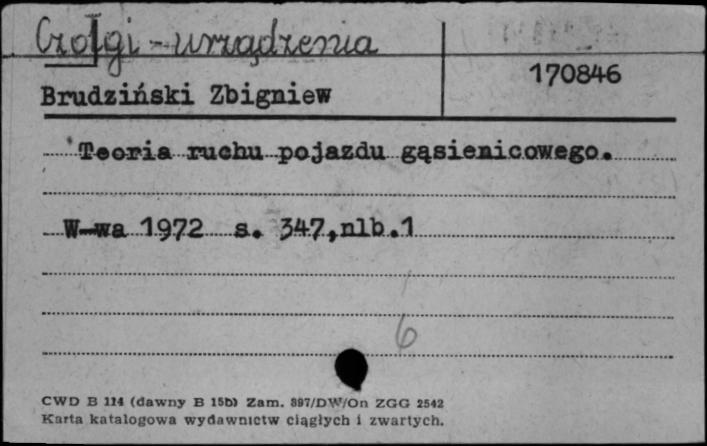 Czołgi - urządzenia
170846
Brudziński Zbigniew
Teoria ruchu pojazdu gąsienicowego.
W-wa 1972 s. 347,nlb.1
6
CWD B 114 (dawny B 15b) Zam. 897/DW/On ZGG 2542
Karta katalogowa wydawnictw ciągłych i zwartych.